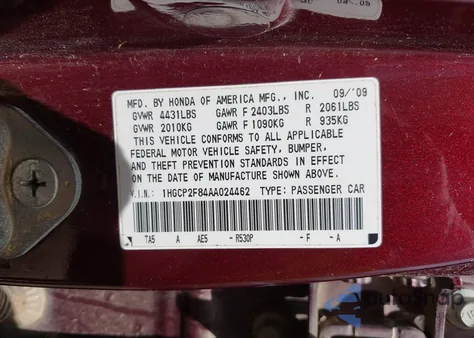 MFD. BY HONDA OF AMERICA MFG., INC. 09/'09
GVWR 4431LBS GAWR F 2403LBS R 2061LBS
GVWR 2010KG GAWR F 1090KG R 935KG
THIS VEHICLE CONFORMS TO ALL APPLICABLE
FEDERAL MOTOR VEHICLE SAFETY, BUMPER,
AND THEFT PREVENTION STANDARDS IN EFFECT
ON THE DATE OF MANUFACTURE SHOWN ABOVE.
V.I.N.: 1HGCP2F84AA024462 TYPE: PASSENGER CAR
TA5 A AE5 - R530P -F -A
autoSnap